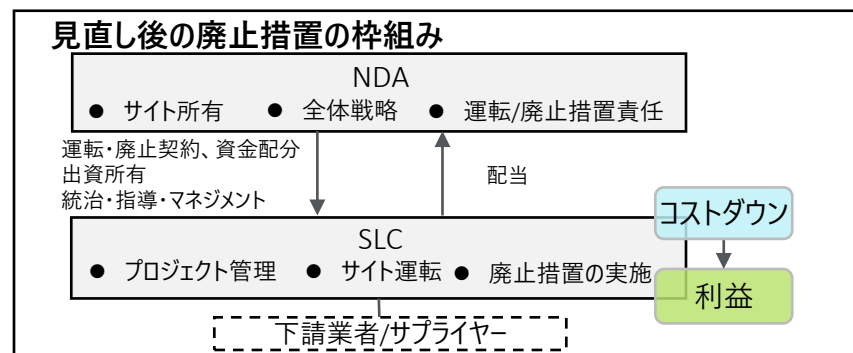 見直し後の廃止措置の枠組み
NDA
● サイト所有 ● 全体戦略 ● 運転/廃止措置責任
運転・廃止契約、資金配分
出資所有
統治・指導・マネジメント
配当
コストダウン
SLC
● プロジェクト管理 ● サイト運転 ● 廃止措置の実施
利益
下請業者/サプライヤー